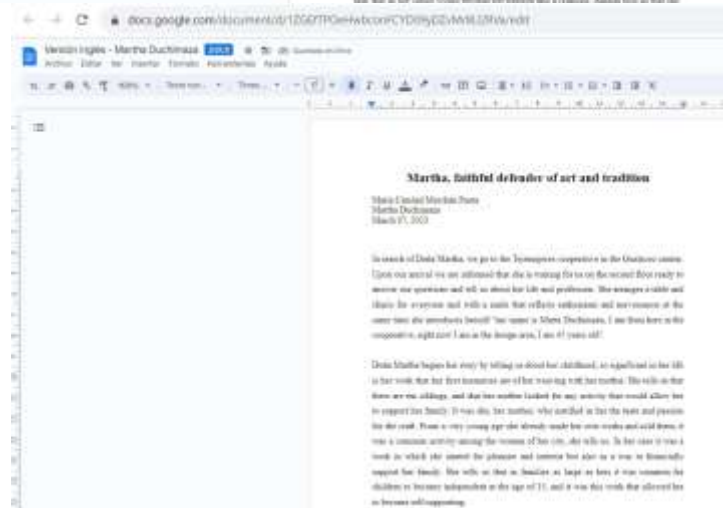 docs.google.com/document/d/
Versión Inglés - Martha Duchimaza
Archivo Editar Ver Insertar Formato Herramientas Ayuda
Martha, faithful defender of art and tradition
Martha Duchimaza
March 07, 2023
In search of Doña Martha, we go to the cooperative in the canton.
Upon our arrival we are informed that she is waiting for us on the second floor ready to
answer our questions and tell us about her life and profession. She arranges a table and
chairs for everyone and with a smile that reflects enthusiasm and nervousness at the
same time she introduces herself "my name is Duchimaza, I am from here in the
cooperative, right now I am in the design area, I am 47 years old".
Doña Martha begins her story by telling us about her childhood, so significant in her life
is her work that her first memories are of her weaving with her mother. She tells us that
there are ten siblings, and that her mother looked for any activity that would allow her
to support her family. It was she, her mother, who instilled in her the taste and passion
for the craft. From a very young age she already made her own works and sold them, it
was a common activity among the women of her city, she tells us. In her case it was a
work in which she entered for pleasure and interest but also as a way to financially
support her family. She tells us that in families as large as hers it was common for
children to become independent at the age of and it was this work that allowed her
to become self-supporting.